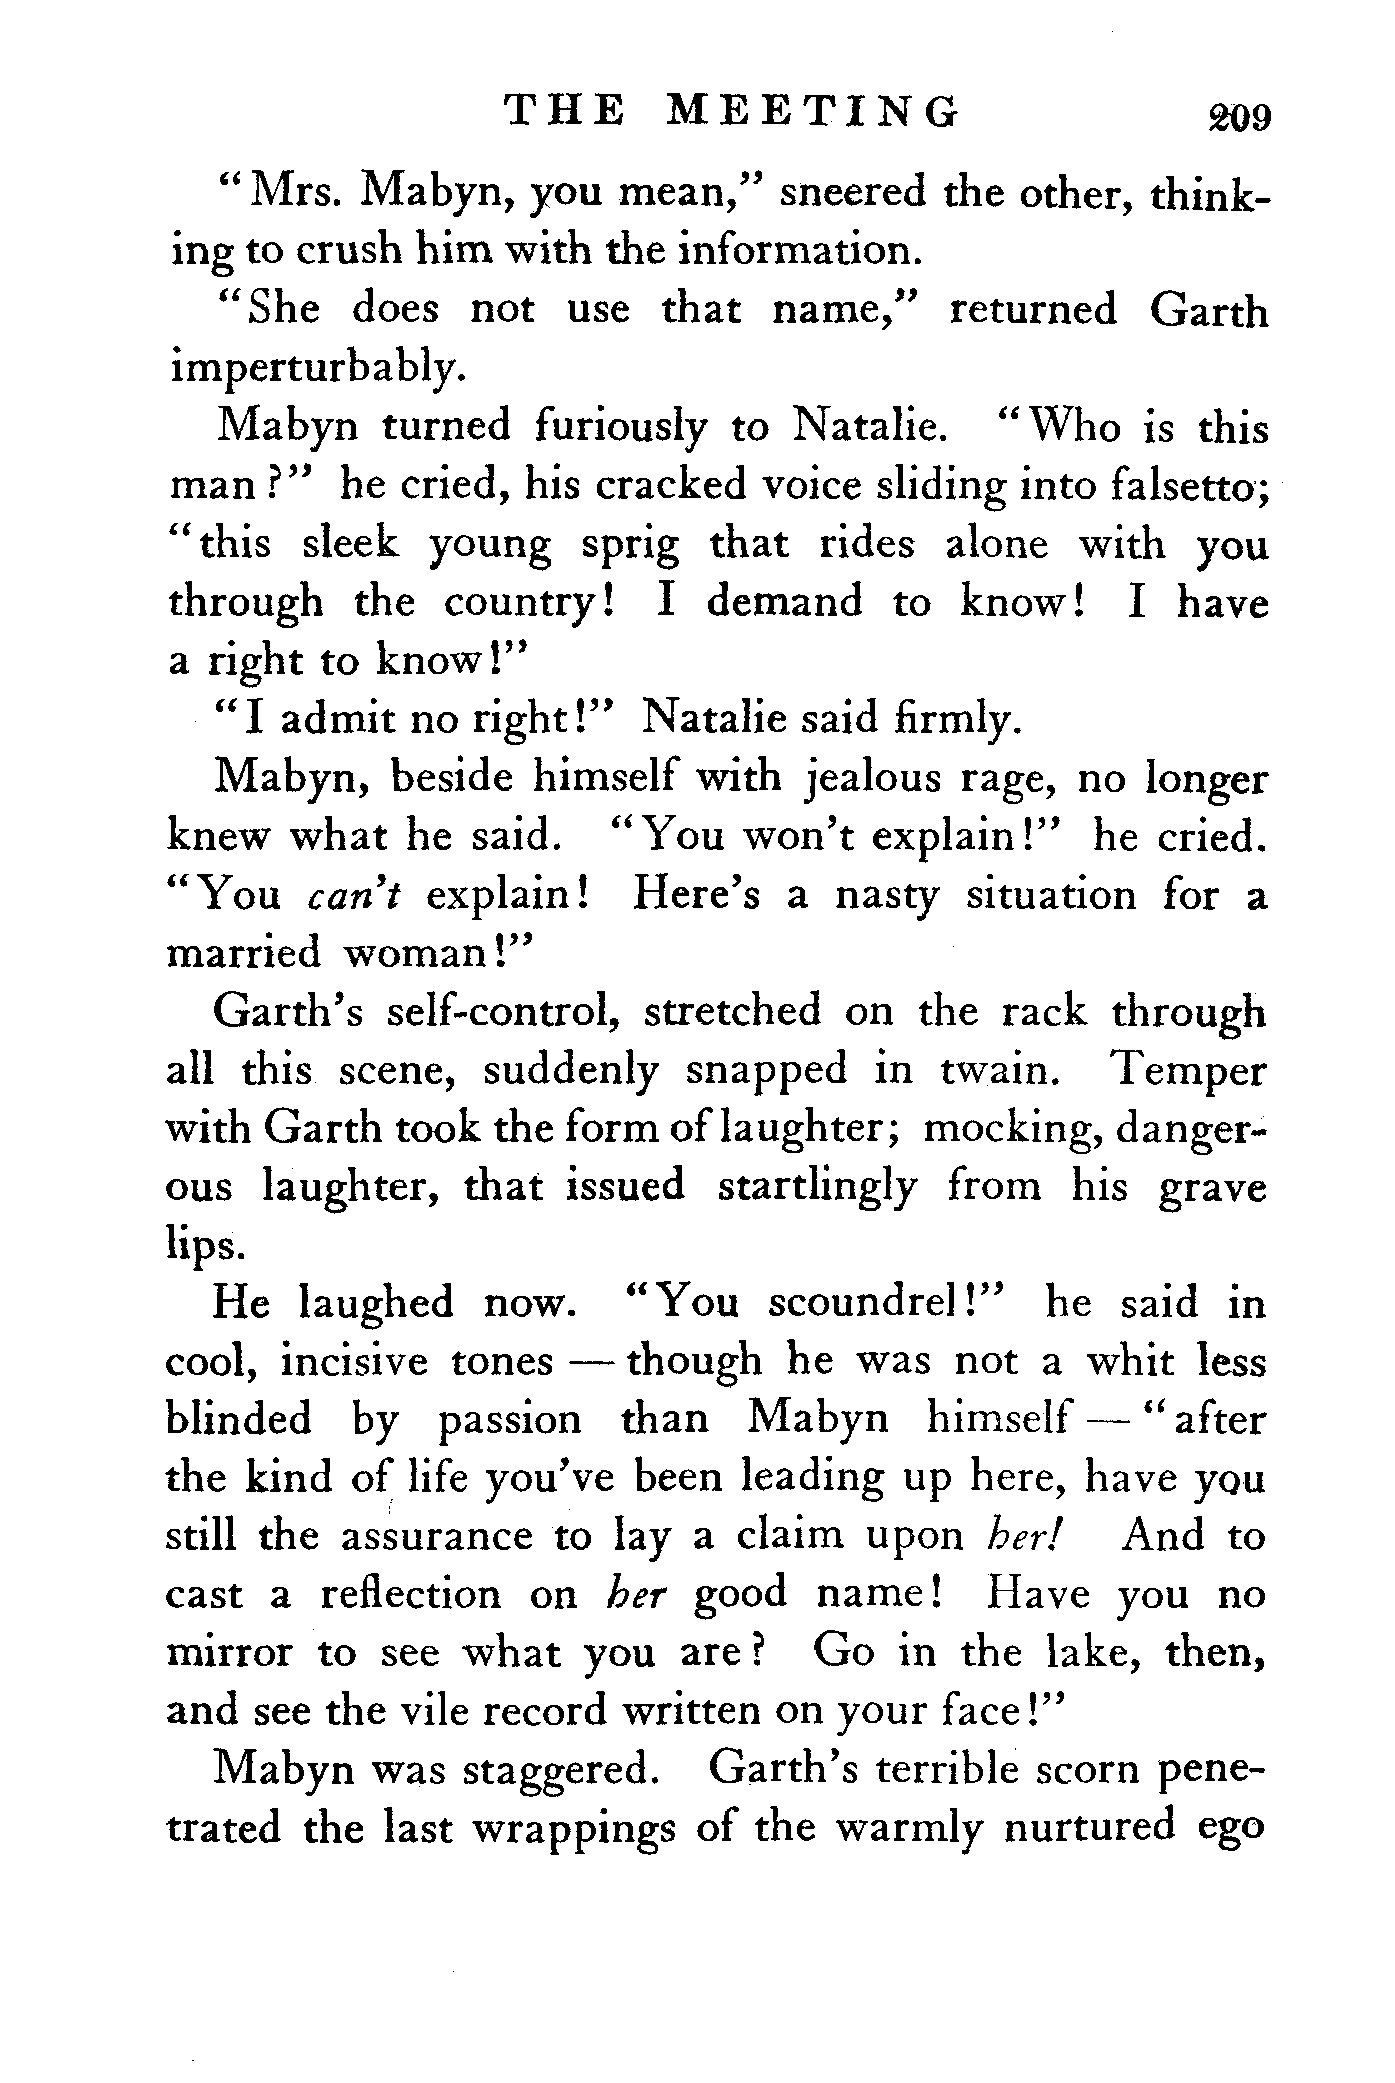 THE MEETING 209
"Mrs. Mabyn, you mean," sneered the other, think-
ing to crush him with the information.
"She does not use that name," returned Garth
imperturbably.
Mabyn turned furiously to Natalie. "Who is this
man?" he cried, his cracked voice sliding into falsetto;
"this sleek young sprig that rides alone with you
through the country! I demand to know! I have
a right to know!"
"I admit no right!" Natalie said firmly.
Mabyn, beside himself with jealous rage, no longer
knew what he said. "You won't explain!" he cried.
"You can't explain! Here's a nasty situation for a
married woman!"
Garth's self-control, stretched on the rack through
all this scene, suddenly snapped in twain. Temper
with Garth took the form of laughter; mocking, danger-
ous laughter, that issued startlingly from his grave
lips.
He laughed now. "You scoundrel!" he said in
cool, incisive tones — though he was not a whit less
blinded by passion than Mabyn himself — "after
the kind of life you've been leading up here, have you
still the assurance to lay a claim upon her! And to
cast a reflection on her good name! Have you no
mirror to see what you are? Go in the lake, then,
and see the vile record written on your face!"
Mabyn was staggered. Garth's terrible scorn pene-
trated the last wrappings of the warmly nurtured ego